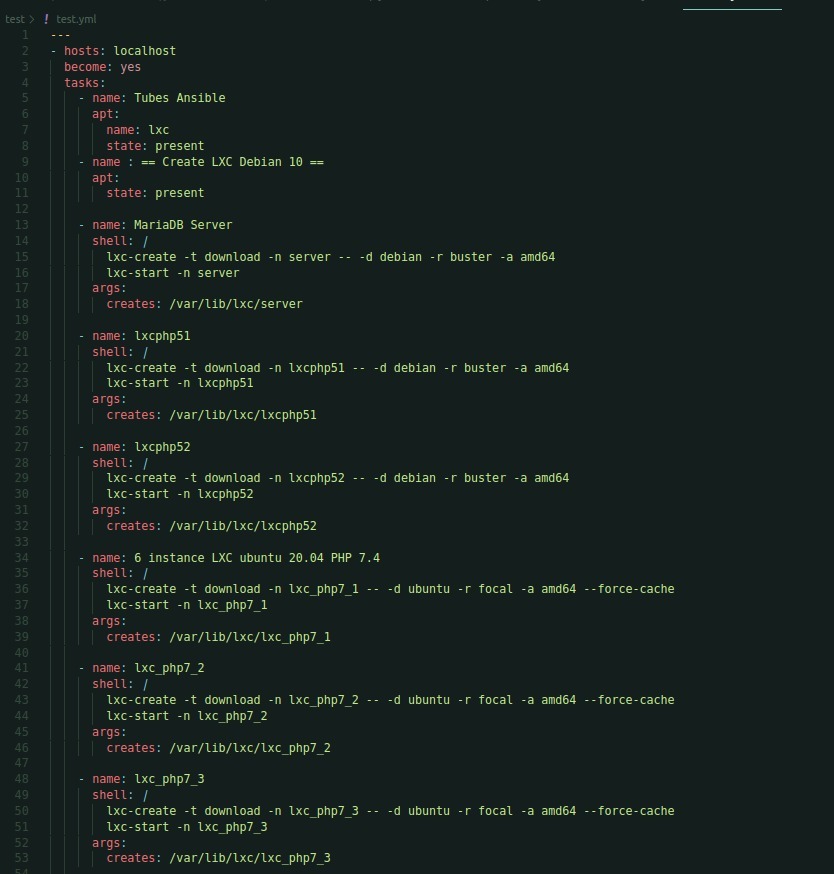 test > ! test.yml
1 ---
2 - hosts: localhost
3   become: yes
4   tasks:
5     - name: Tubes Ansible
6       apt:
7         name: lxc
8         state: present
9     - name : == Create LXC Debian 10 ==
10       apt:
11         state: present
12
13     - name: MariaDB Server
14       shell: |
15         lxc-create -t download -n server -- -d debian -r buster -a amd64
16         lxc-start -n server
17       args:
18         creates: /var/lib/lxc/server
19
20     - name: lxcphp51
21       shell: |
22         lxc-create -t download -n lxcphp51 -- -d debian -r buster -a amd64
23         lxc-start -n lxcphp51
24       args:
25         creates: /var/lib/lxc/lxcphp51
26
27     - name: lxcphp52
28       shell: |
29         lxc-create -t download -n lxcphp52 -- -d debian -r buster -a amd64
30         lxc-start -n lxcphp52
31       args:
32         creates: /var/lib/lxc/lxcphp52
33
34     - name: 6 instance LXC ubuntu 20.04 PHP 7.4
35       shell: |
36         lxc-create -t download -n lxc_php7_1 -- -d ubuntu -r focal -a amd64 --force-cache
37         lxc-start -n lxc_php7_1
38       args:
39         creates: /var/lib/lxc/lxc_php7_1
40
41     - name: lxc_php7_2
42       shell: |
43         lxc-create -t download -n lxc_php7_2 -- -d ubuntu -r focal -a amd64 --force-cache
44         lxc-start -n lxc_php7_2
45       args:
46         creates: /var/lib/lxc/lxc_php7_2
47
48     - name: lxc_php7_3
49       shell: |
50         lxc-create -t download -n lxc_php7_3 -- -d ubuntu -r focal -a amd64 --force-cache
51         lxc-start -n lxc_php7_3
52       args:
53         creates: /var/lib/lxc/lxc_php7_3
54